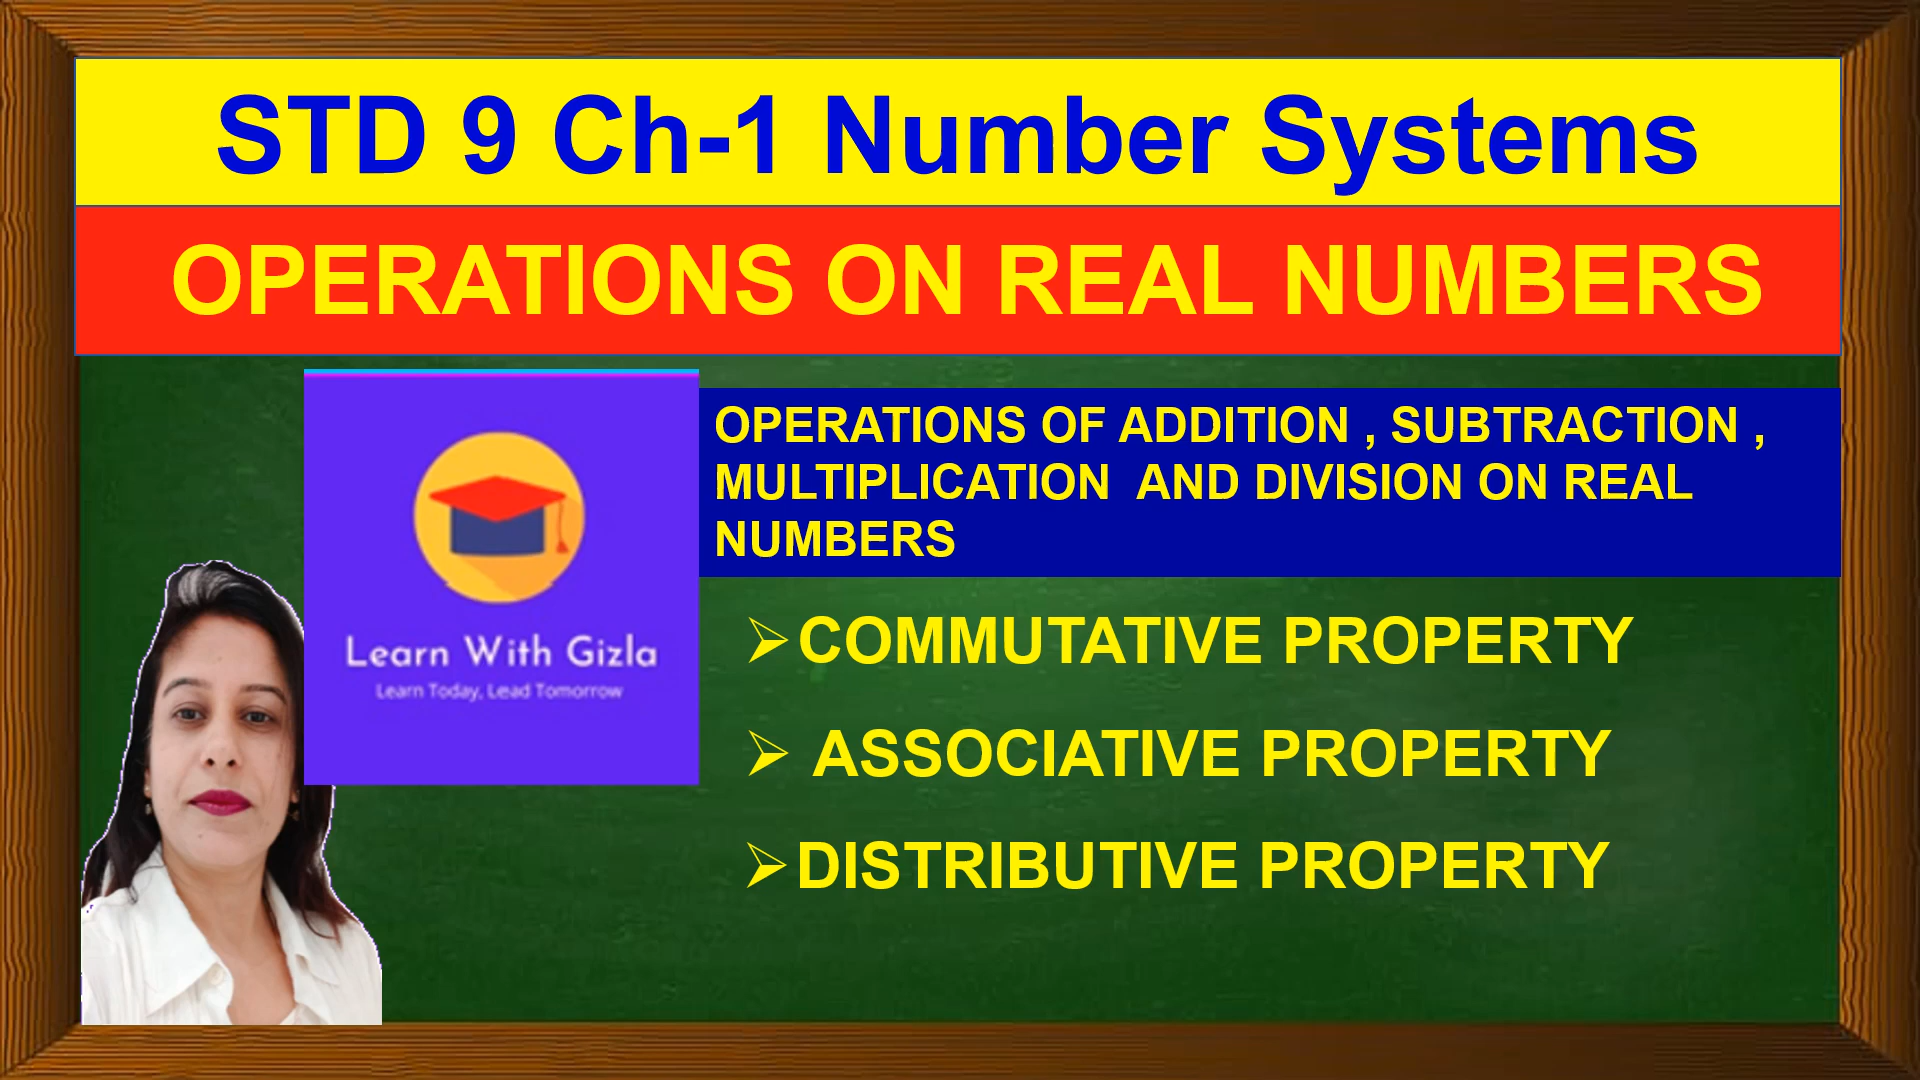 STD 9 Ch-1 Number Systems
OPERATIONS ON REAL NUMBERS
Learn With Gizla
Learn Today, Lead Tomorrow
OPERATIONS OF ADDITION , SUBTRACTION ,
MULTIPLICATION AND DIVISION ON REAL
NUMBERS
➢COMMUTATIVE PROPERTY
➢ ASSOCIATIVE PROPERTY
➢DISTRIBUTIVE PROPERTY